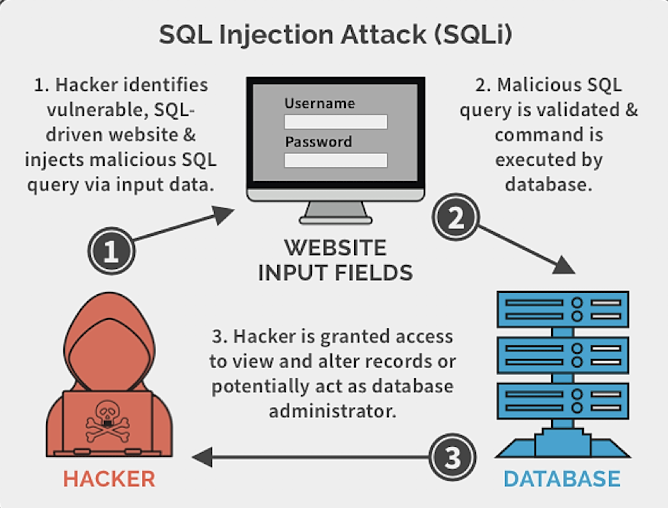 SQL Injection Attack (SQLi)
1. Hacker identifies
vulnerable, SQL-
driven website &
injects malicious SQL
query via input data.
Username
Password
2. Malicious SQL
query is validated &
command is
executed by
database.
1
2
WEBSITE
INPUT FIELDS
3. Hacker is granted access
to view and alter records or
potentially act as database
administrator.
3
HACKER
DATABASE